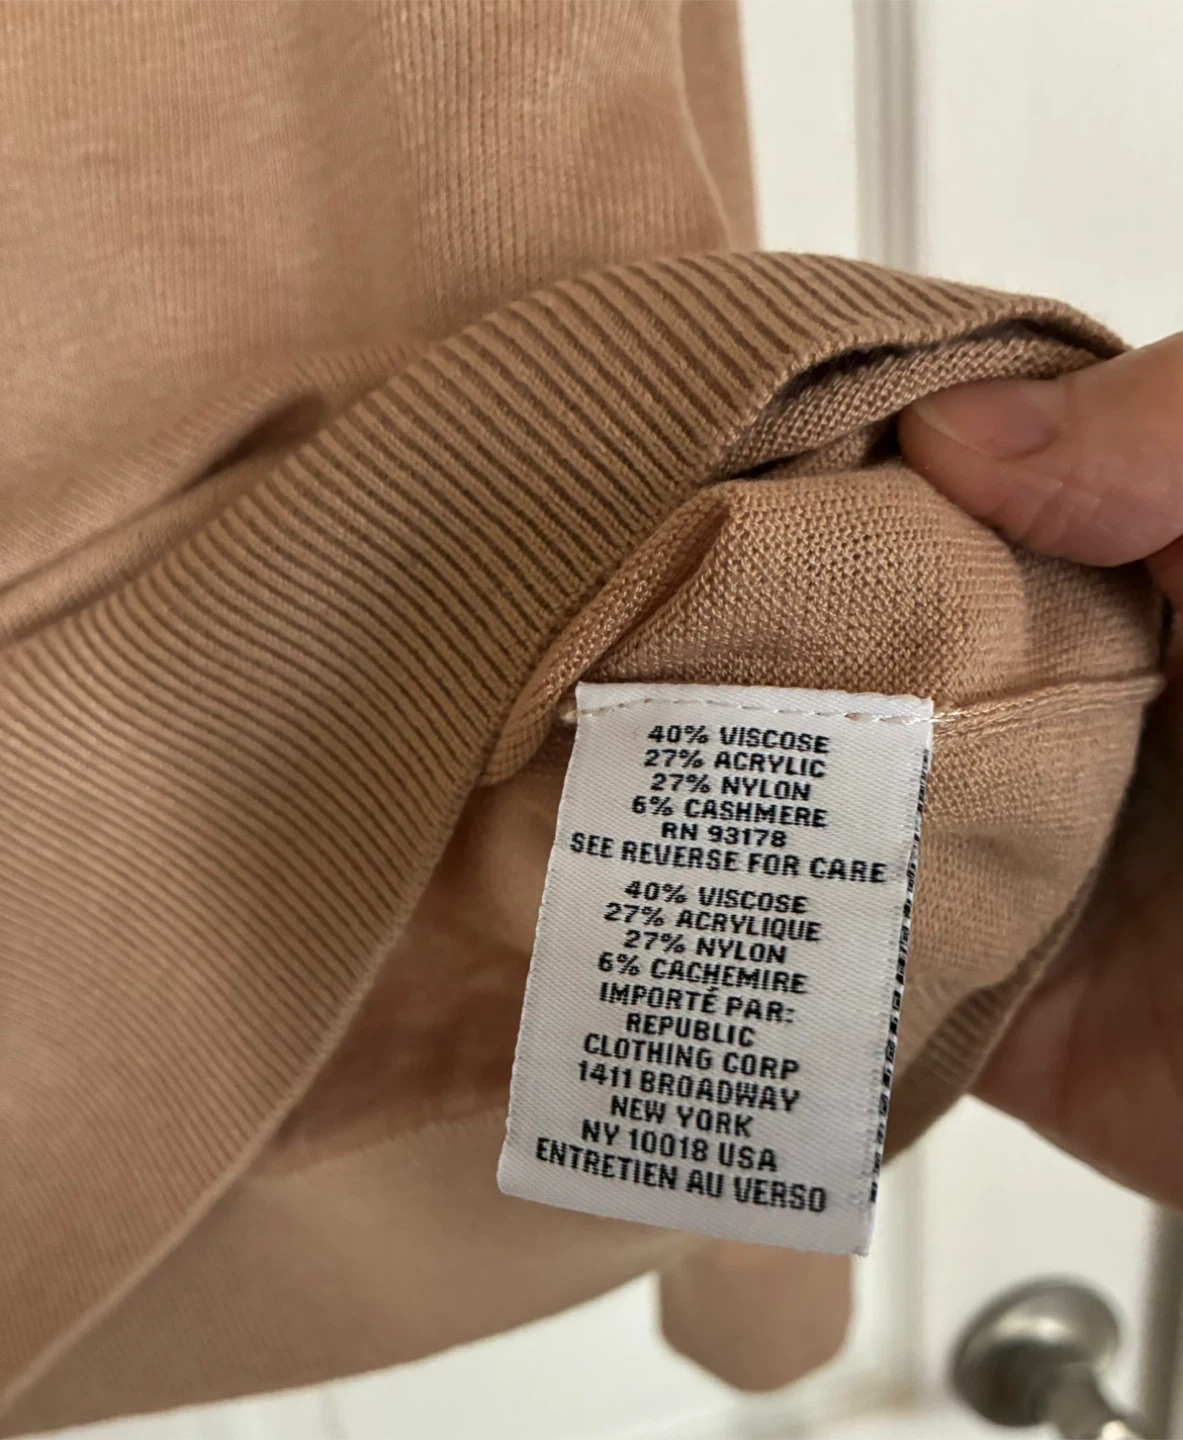 40% VISCOSE
27% ACRYLIC
27% NYLON
6% CASHMERE
RN 93178
SEE REVERSE FOR CARE
40% VISCOSE
27% ACRYLIQUE
27% NYLON
6% CACHEMIRE
IMPORTÉ PAR:
REPUBLIC
CLOTHING CORP
1411 BROADWAY
NEW YORK
NY 10018 USA
ENTRETIEN AU VERSO